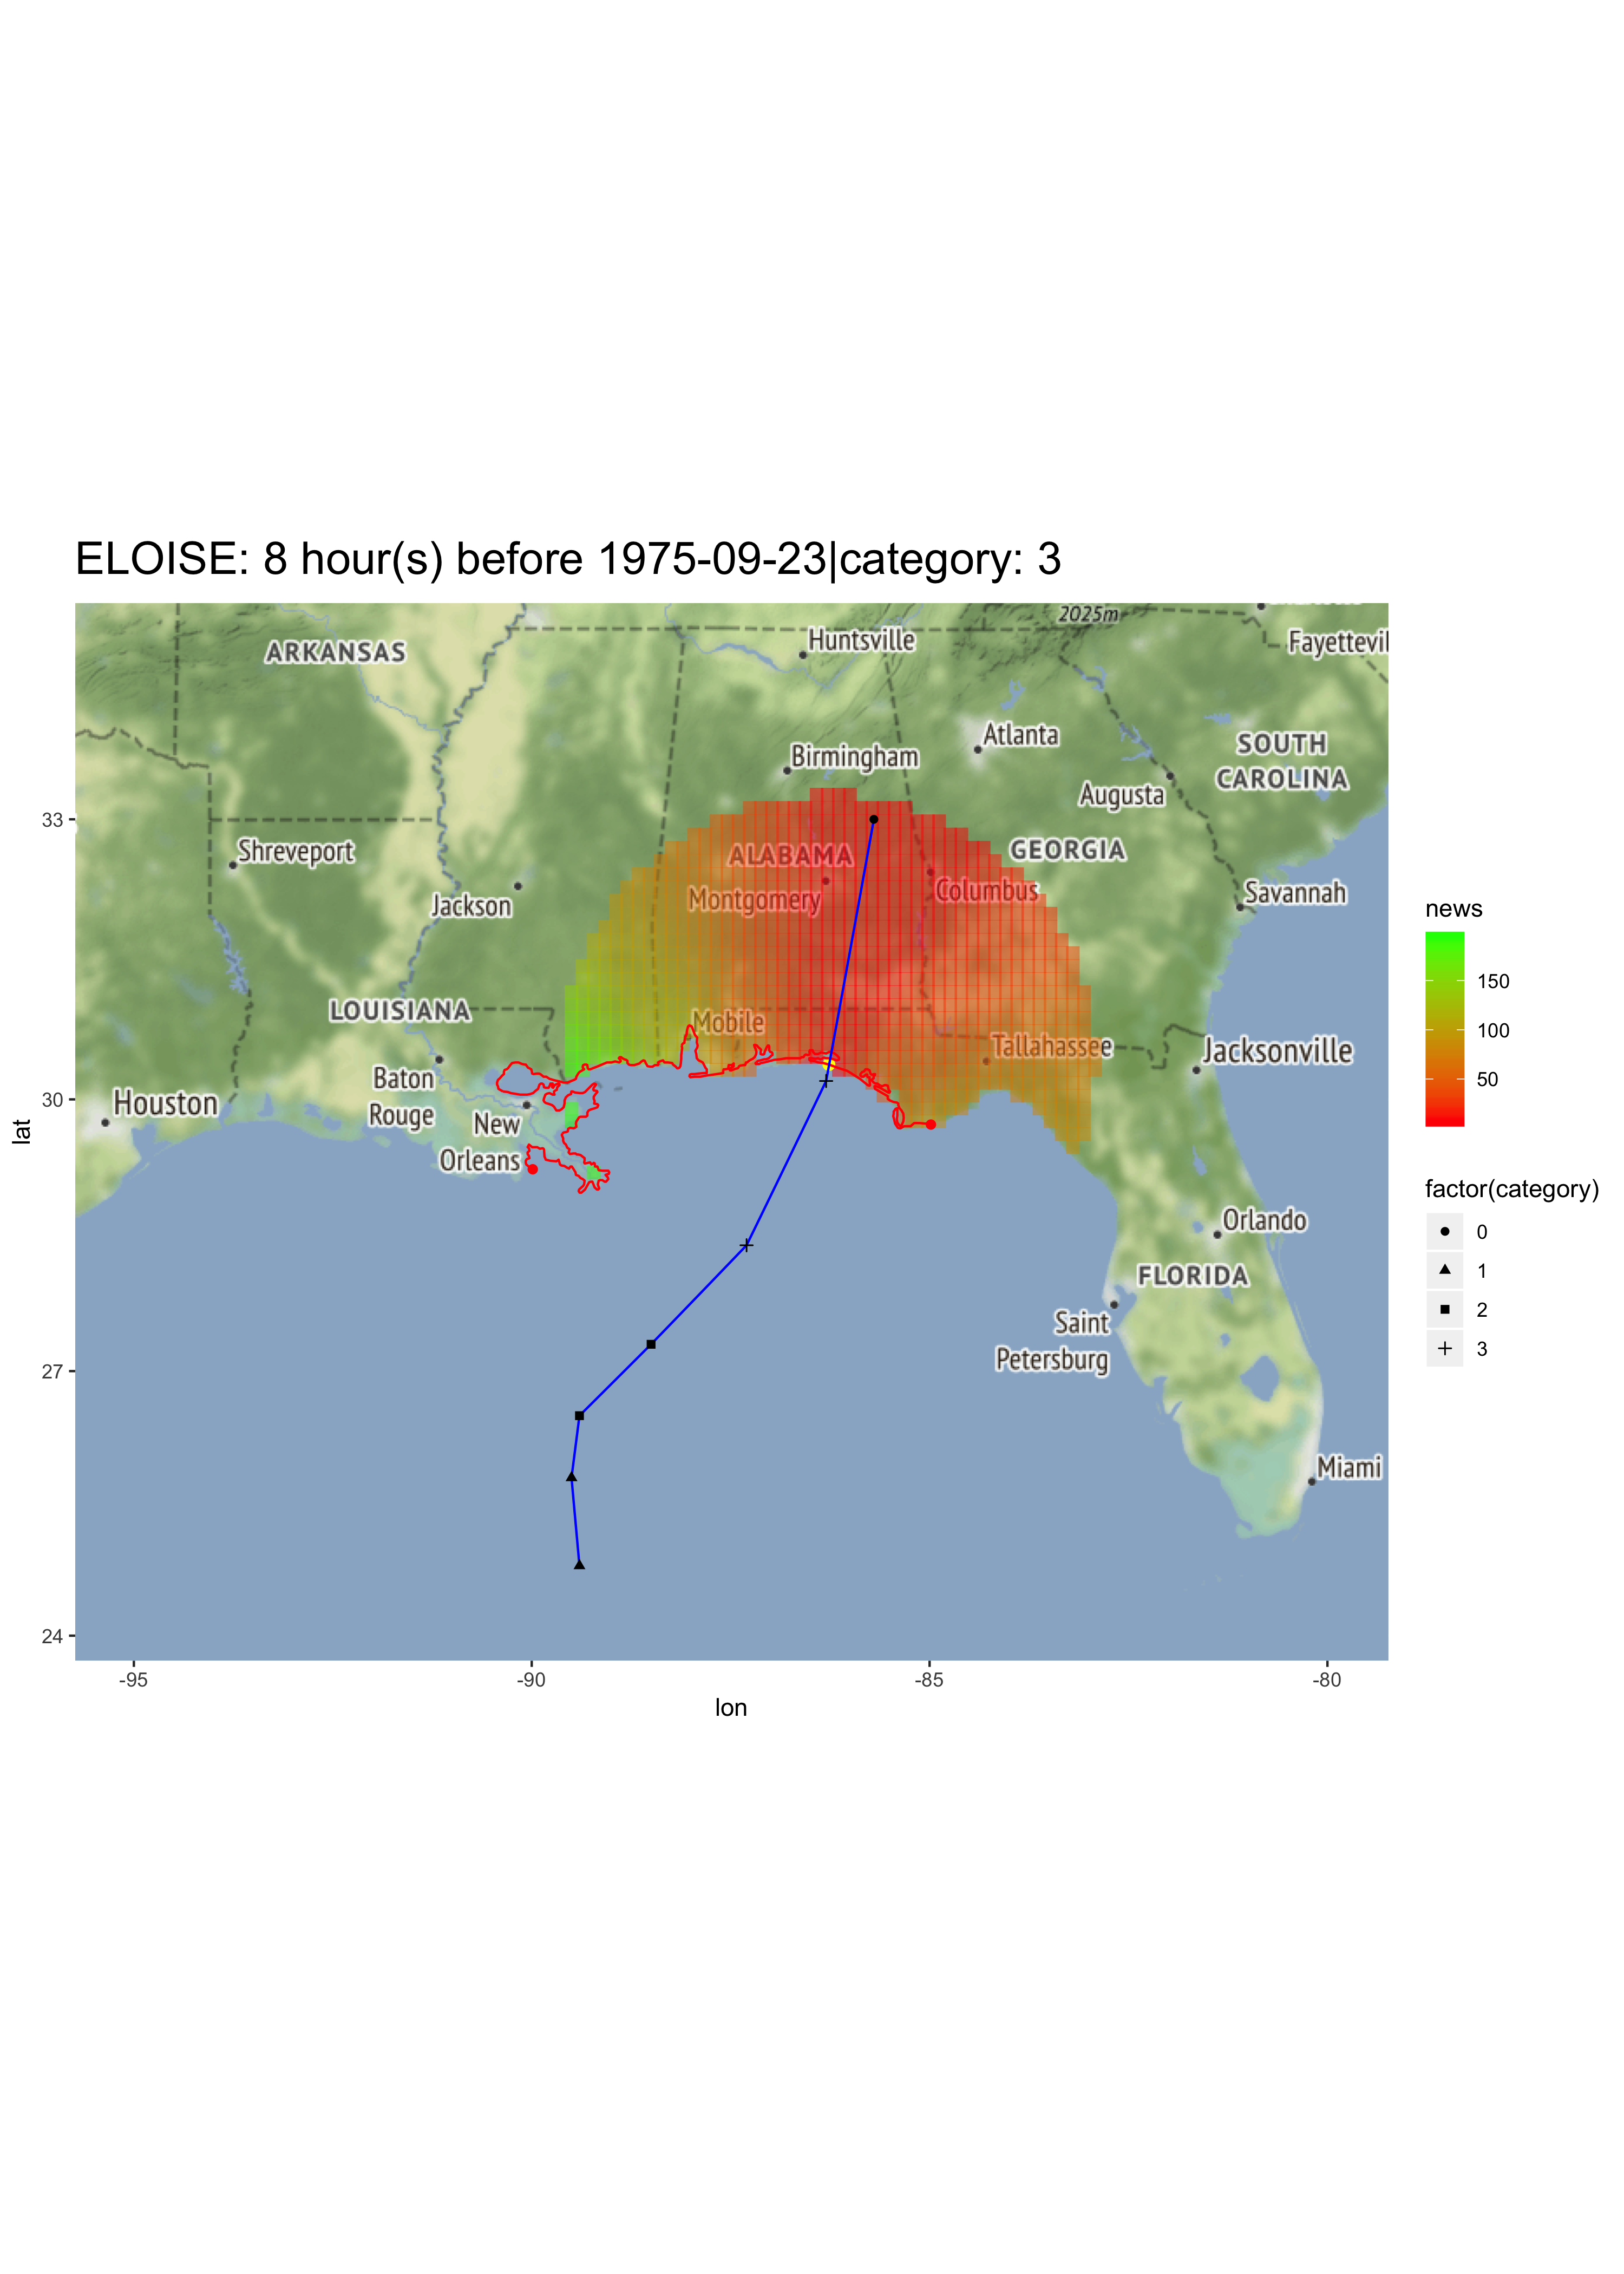 ELOISE: 8 hour(s) before 1975-09-23|category: 3
2025m
Huntsville
Fayettevil
ARKANSAS
Atlanta
SOUTH
CAROLINA
Birmingham
Augusta
33
Shreveport
ALABAMA
GEORGIA
Jackson
Montgomery
Columbus
Savannah
LOUISIANA
Mobile
Tallahassee
Jacksonville
Baton
Rouge
30
Houston
New
Orleans
lat
Orlando
FLORIDA
Saint
Petersburg
27
Miami
24
-95
-90
-85
-80
lon
news
150
100
50
factor(category)
0
1
2
3